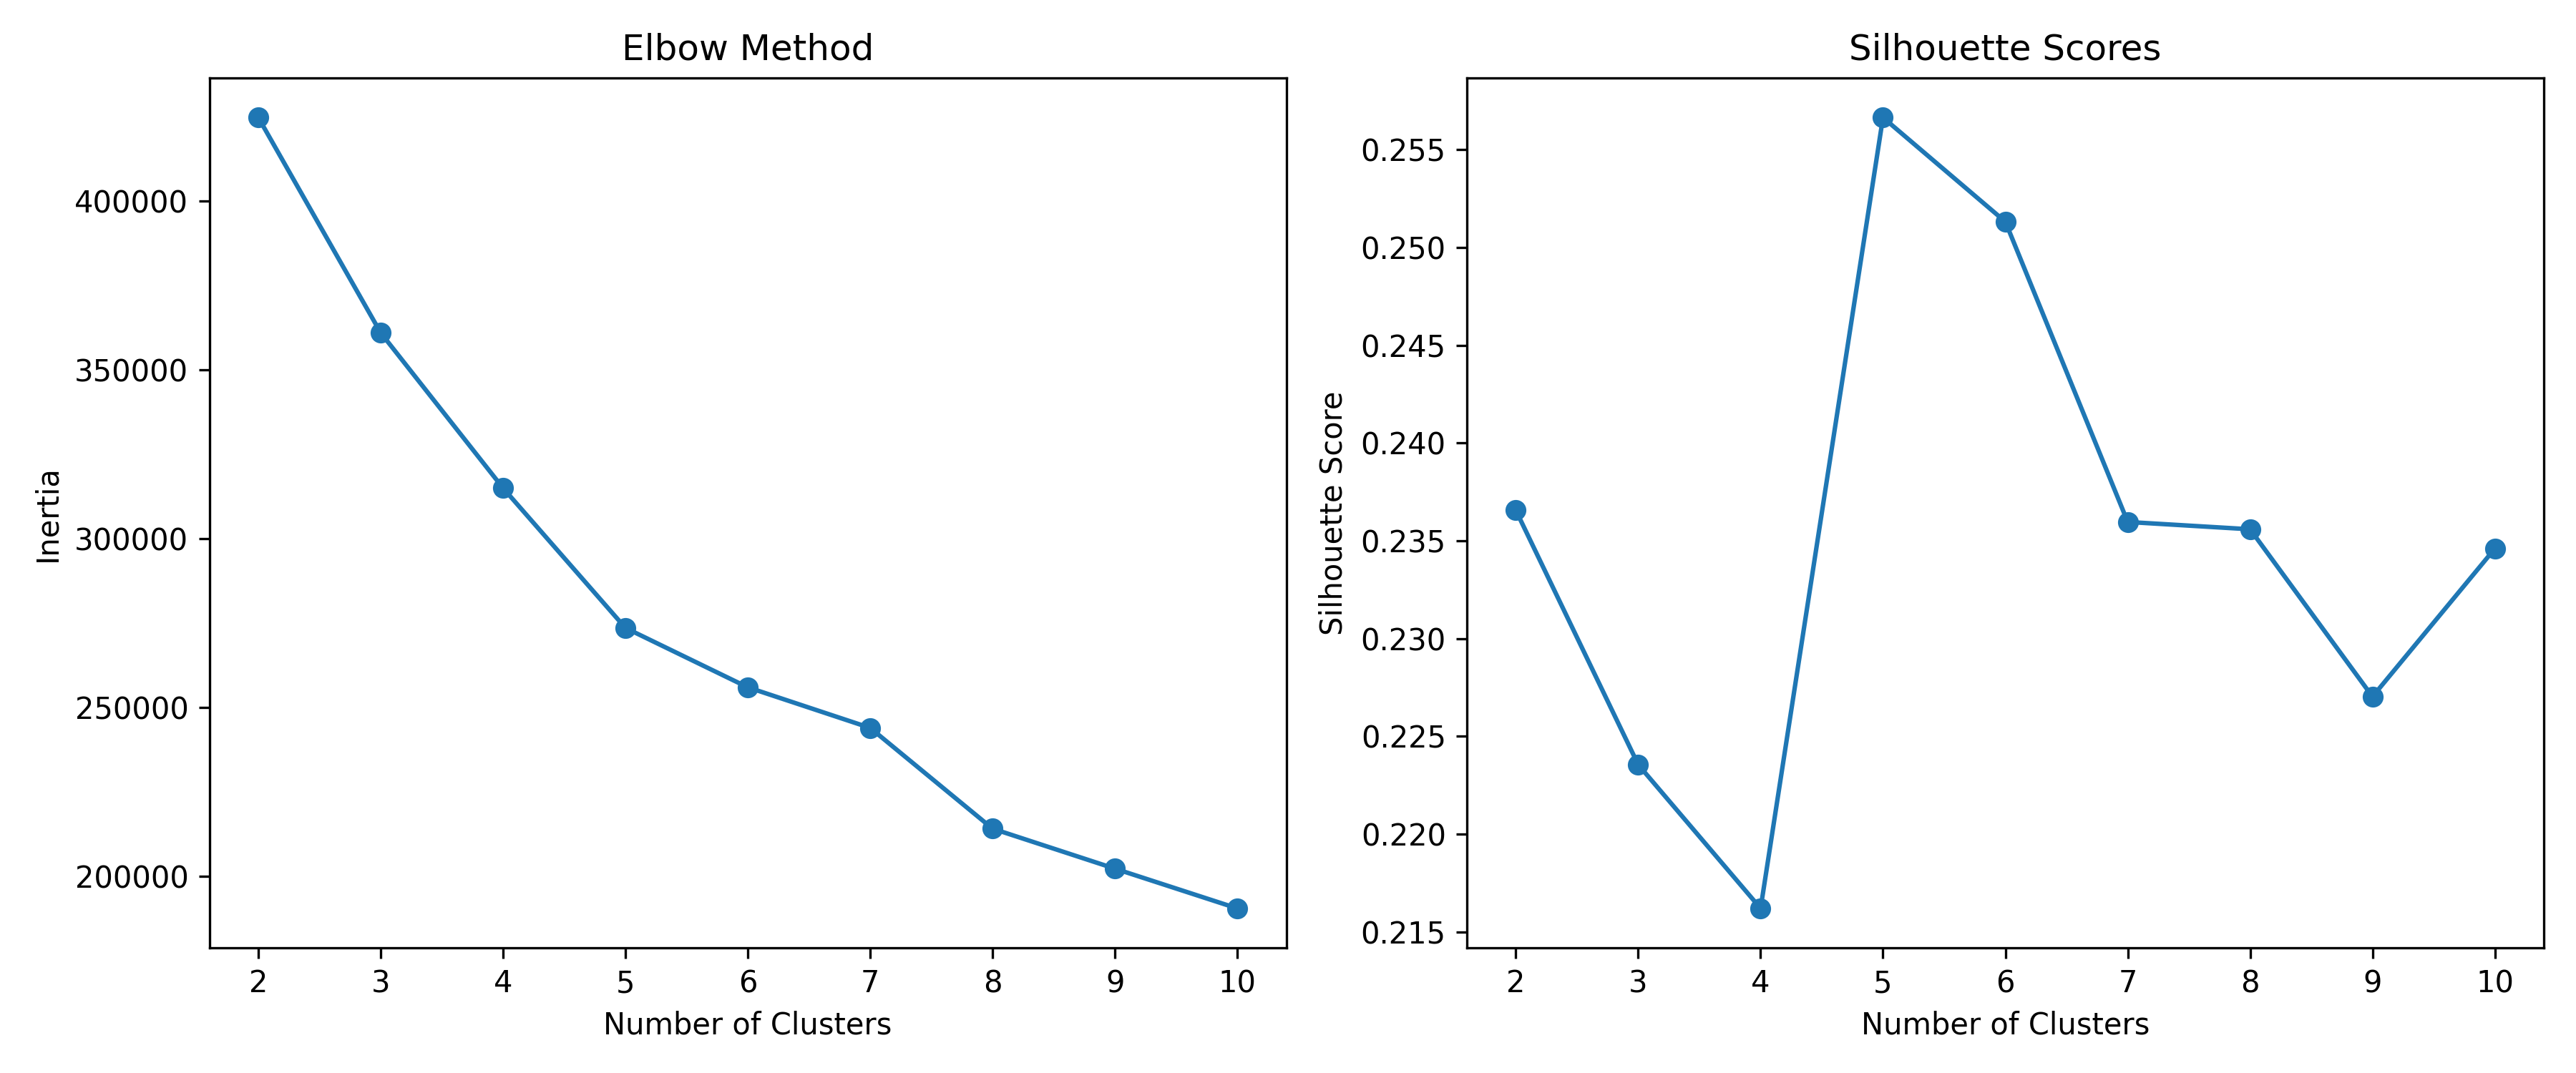 Elbow Method
400000
350000
300000
250000
200000
Inertia
2 3 4 5 6 7 8 9 10
Number of Clusters
Silhouette Scores
0.255
0.250
0.245
0.240
0.235
0.230
0.225
0.220
0.215
Silhouette Score
2 3 4 5 6 7 8 9 10
Number of Clusters